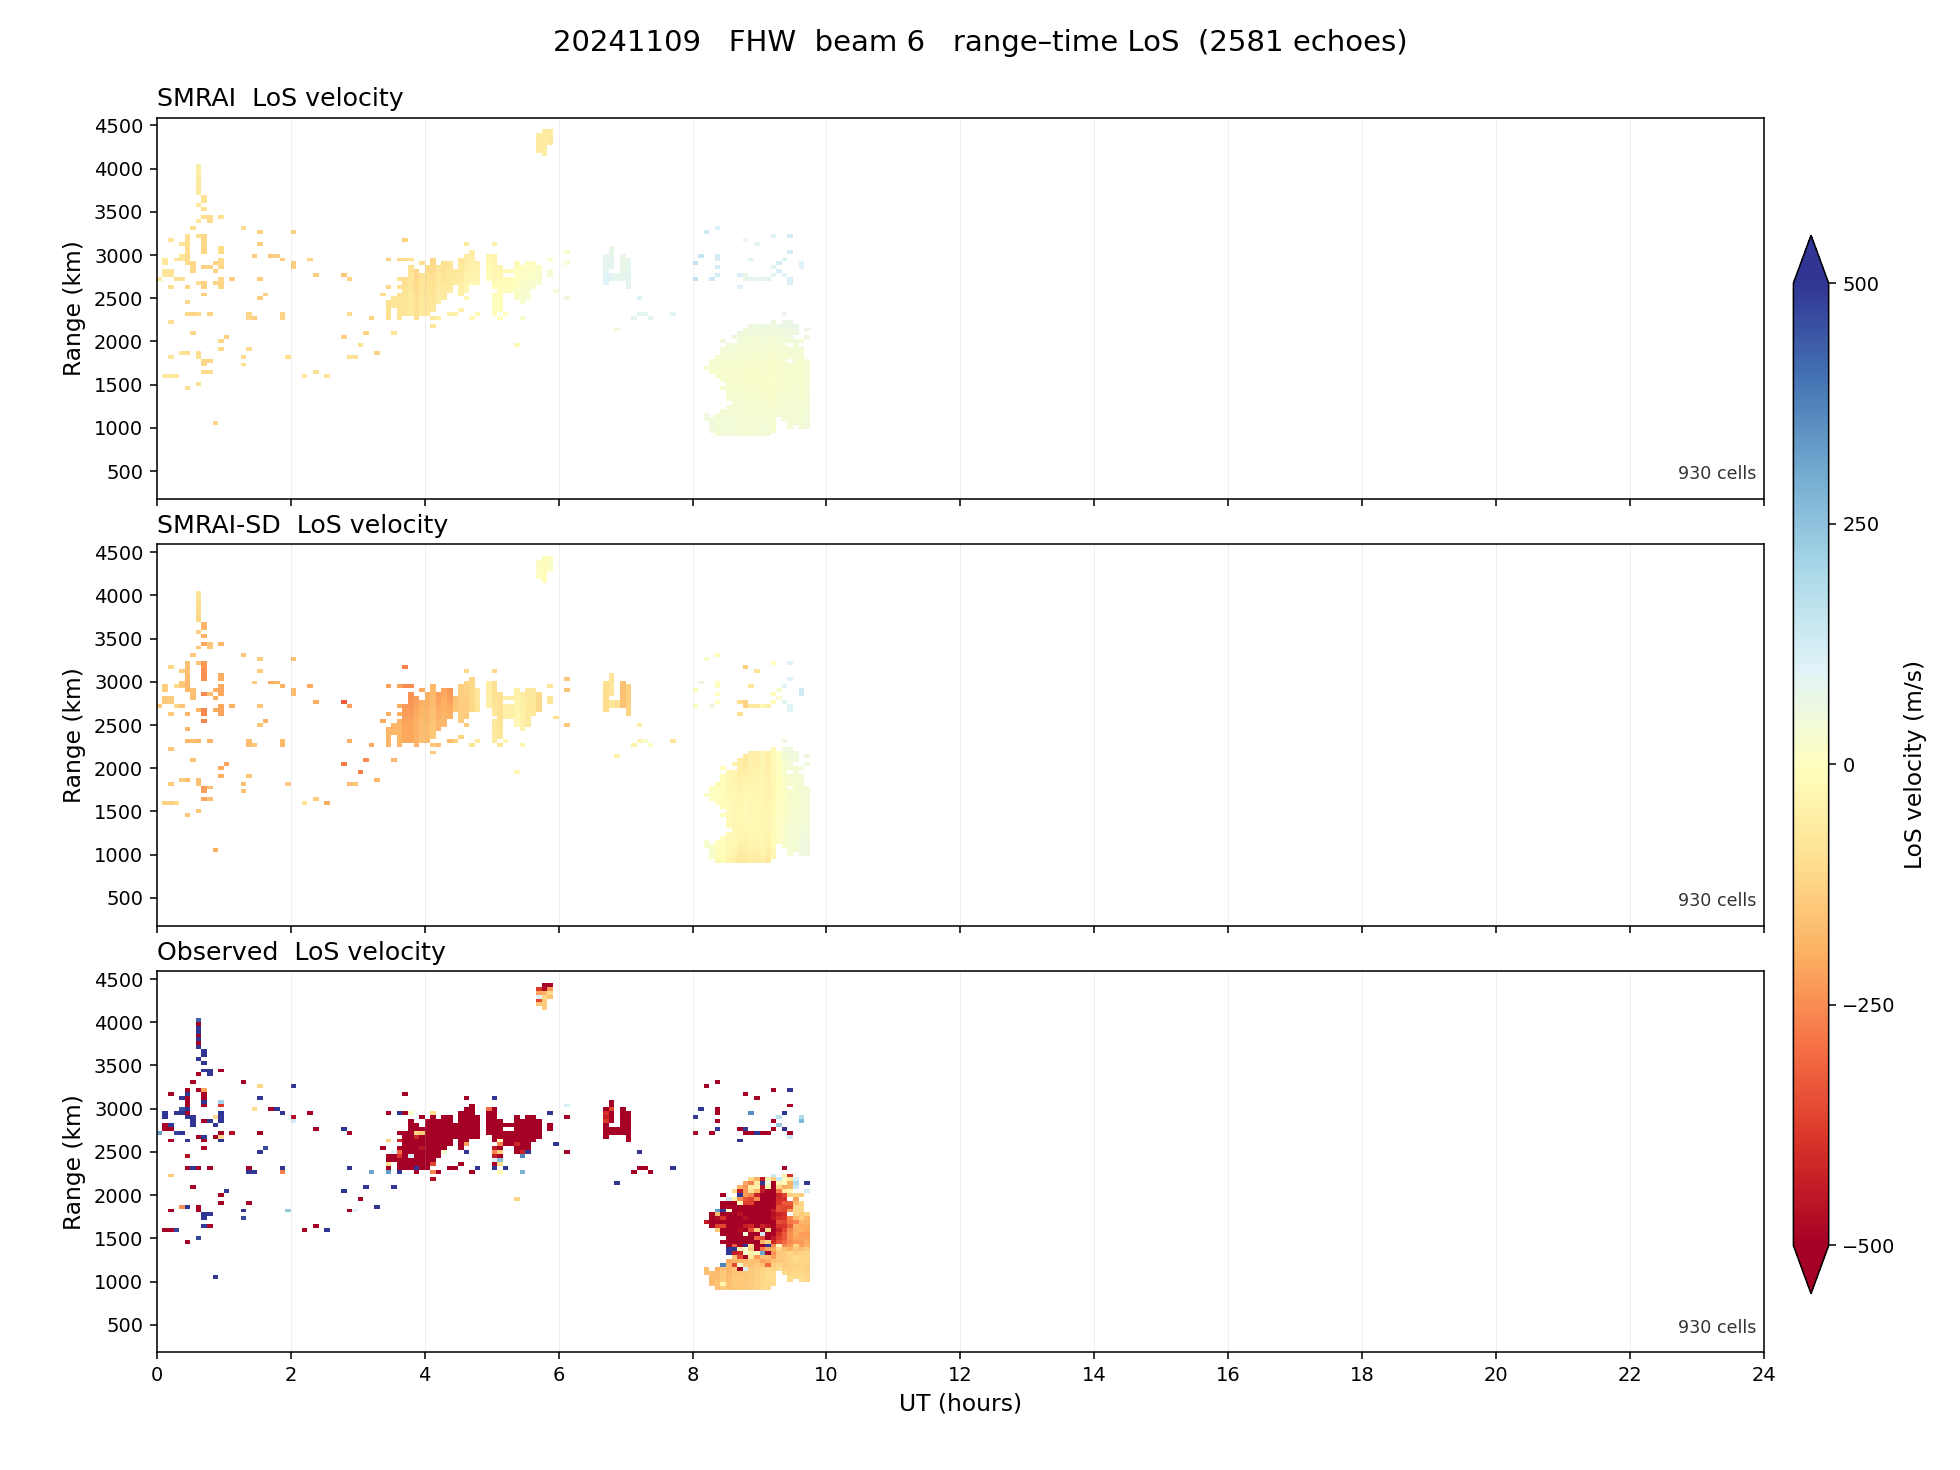 20241109   FHW  beam 6   range–time LoS  (2581 echoes)
SMRAI  LoS velocity
4500
4000
3500
3000
2500
2000
1500
1000
500
Range (km)
930 cells
SMRAI-SD  LoS velocity
4500
4000
3500
3000
2500
2000
1500
1000
500
Range (km)
930 cells
Observed  LoS velocity
4500
4000
3500
3000
2500
2000
1500
1000
500
Range (km)
930 cells
0 2 4 6 8 10 12 14 16 18 20 22 24
UT (hours)
500
250
0
−250
−500
LoS velocity (m/s)